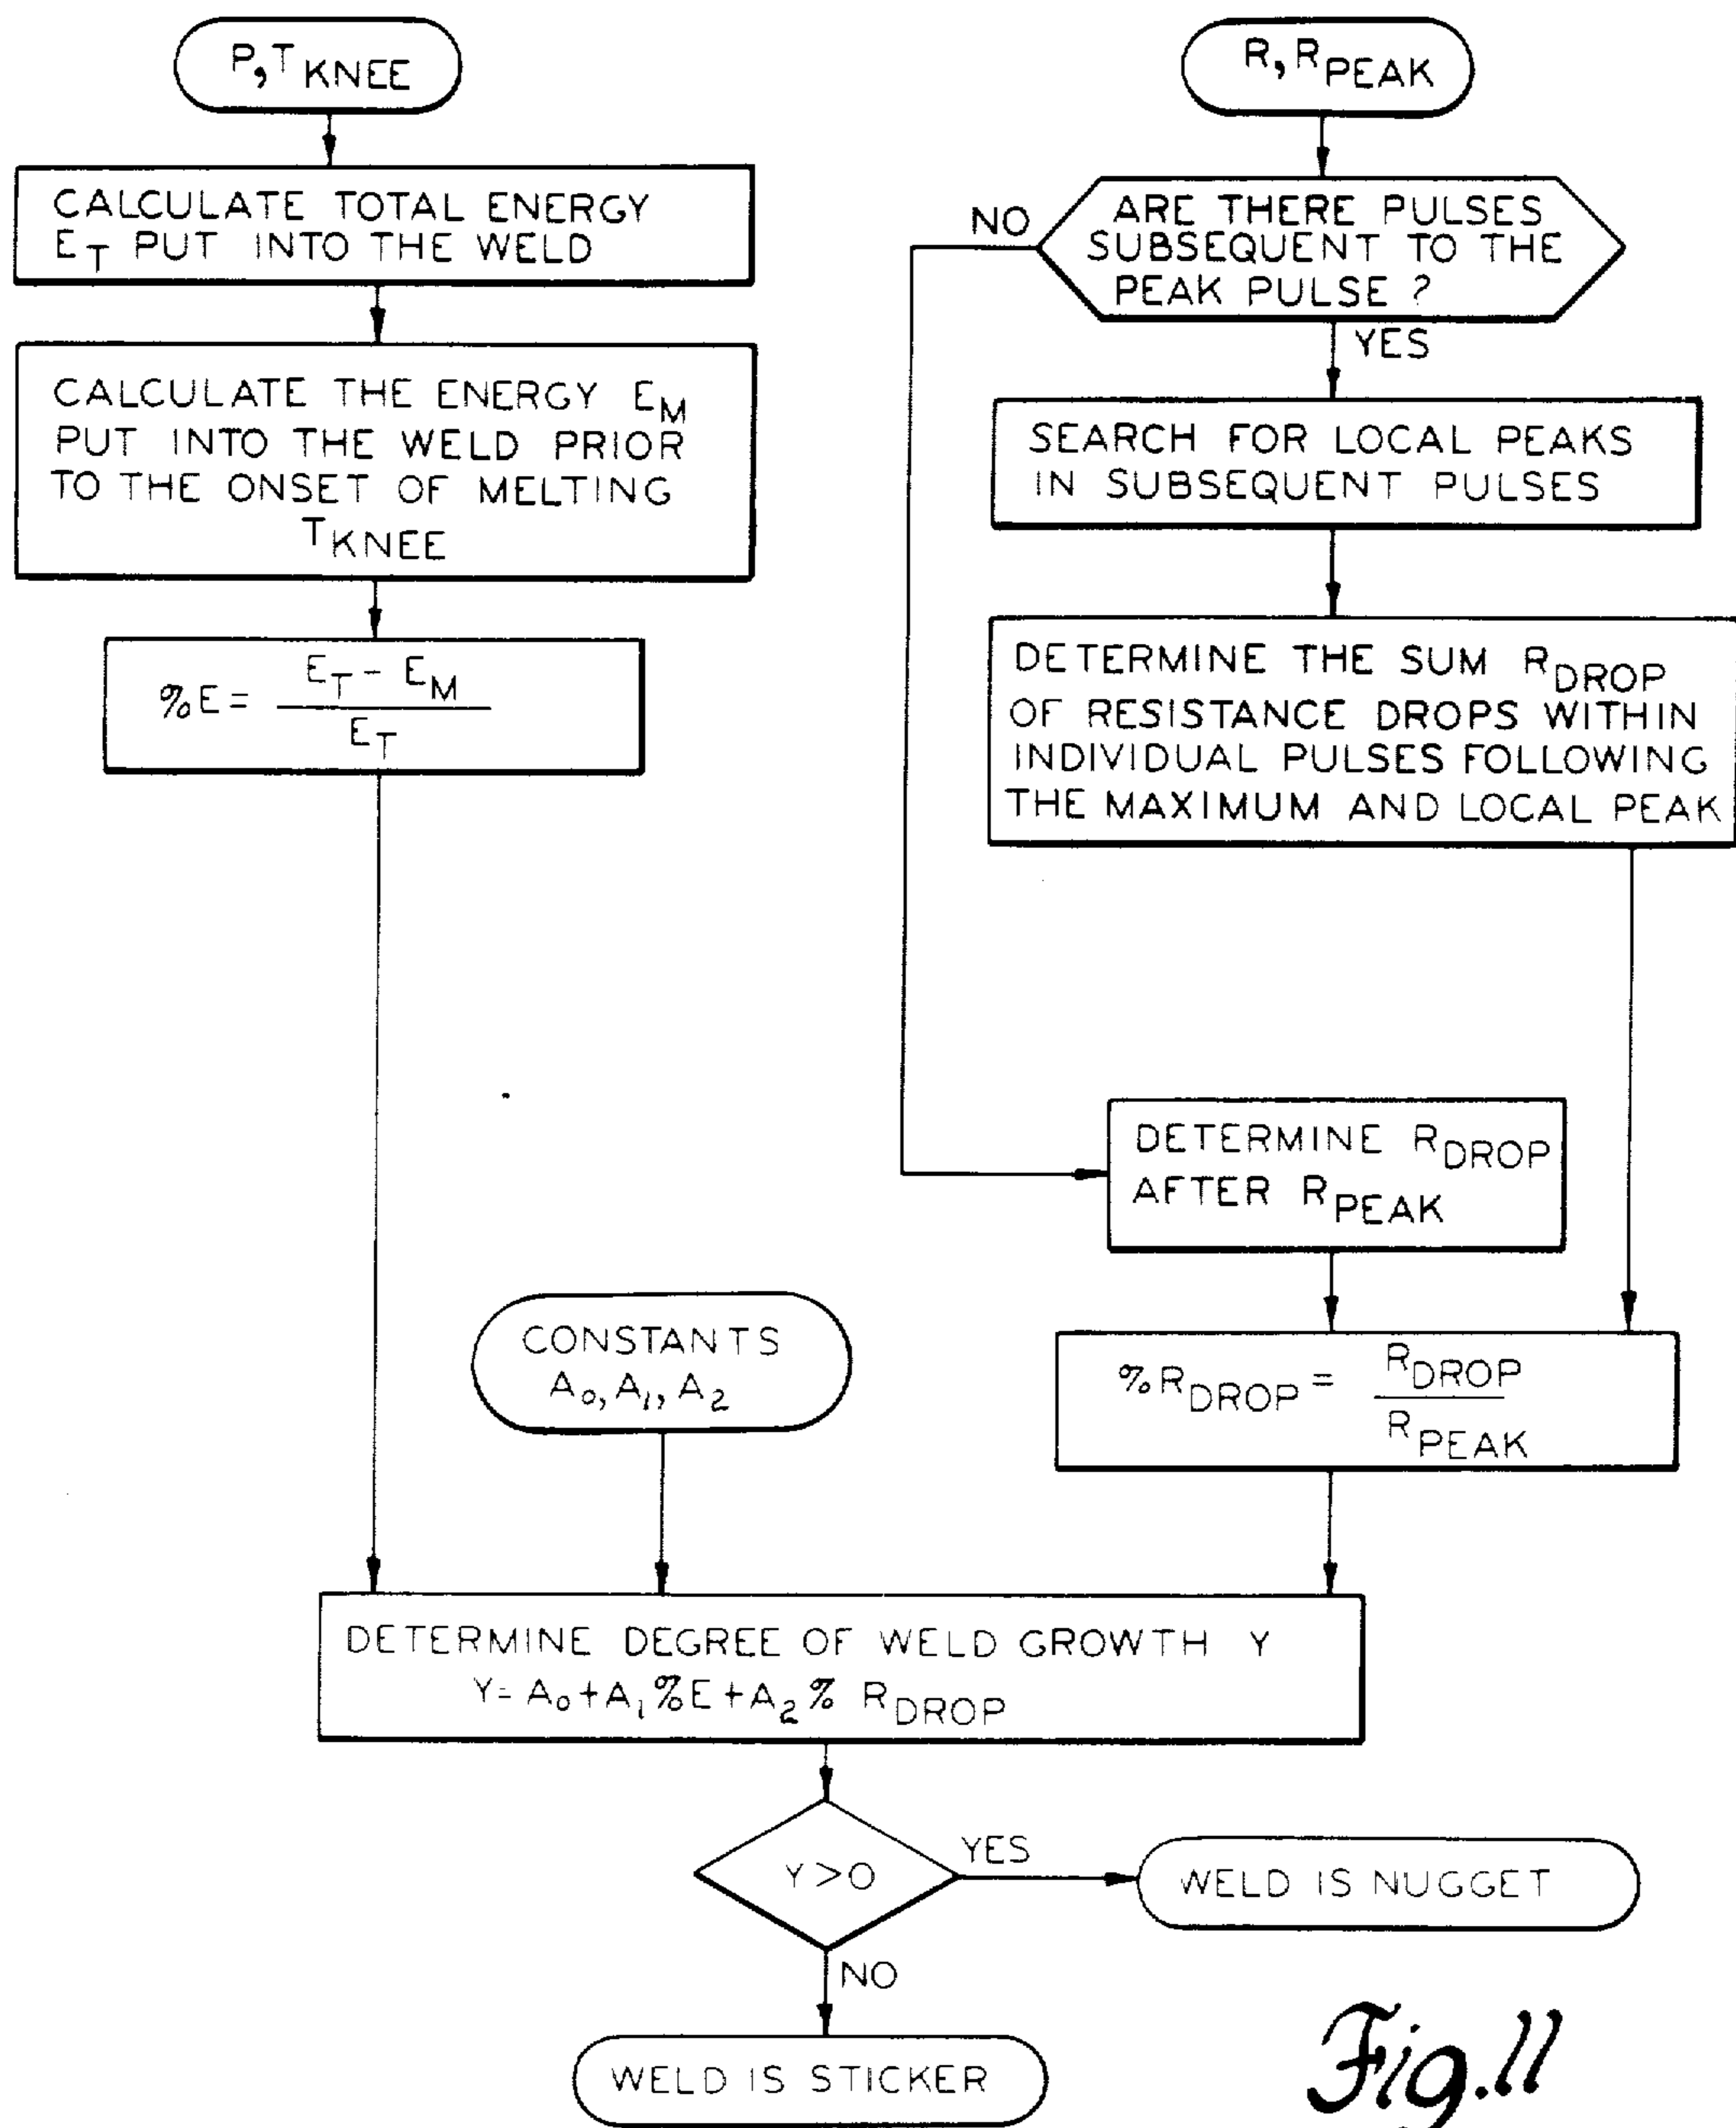 P, T KNEE
CALCULATE TOTAL ENERGY
E T PUT INTO THE WELD
CALCULATE THE ENERGY E M
PUT INTO THE WELD PRIOR
TO THE ONSET OF MELTING
T KNEE
%E = E T - E M
E T
R, R PEAK
ARE THERE PULSES
SUBSEQUENT TO THE
PEAK PULSE ?
NO
YES
SEARCH FOR LOCAL PEAKS
IN SUBSEQUENT PULSES
DETERMINE THE SUM R DROP
OF RESISTANCE DROPS WITHIN
INDIVIDUAL PULSES FOLLOWING
THE MAXIMUM AND LOCAL PEAK
DETERMINE R DROP
AFTER R PEAK
%R DROP = R DROP
R PEAK
CONSTANTS
A0, A1, A2
DETERMINE DEGREE OF WELD GROWTH Y
Y = A0 + A1 %E + A2 % R DROP
Y > 0
YES
WELD IS NUGGET
NO
WELD IS STICKER
Fig. 11